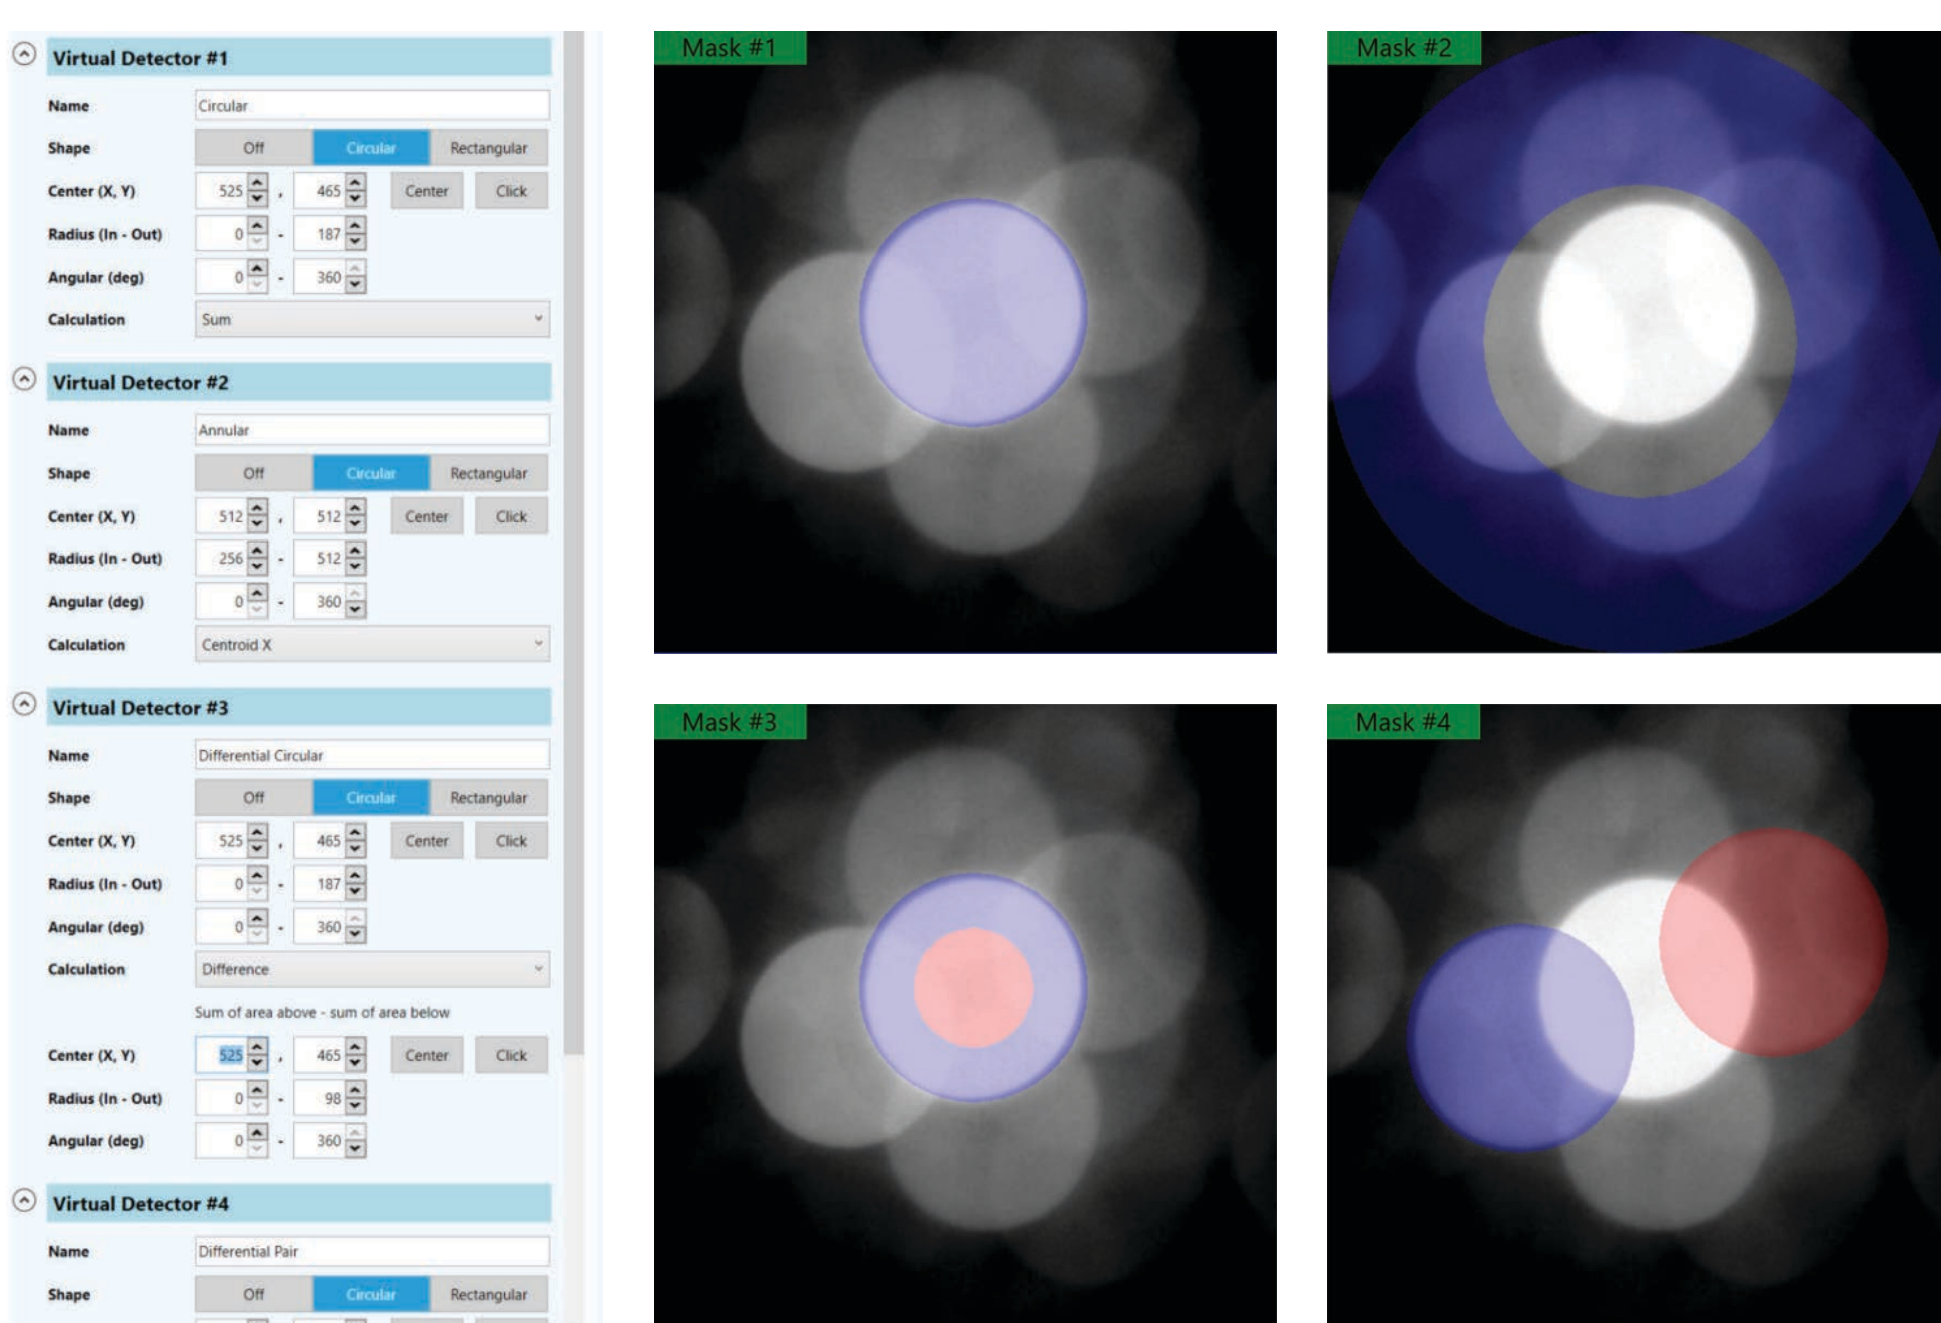 Virtual Detector #1
Name Circular
Shape Off Circular Rectangular
Center (X, Y) 525 , 465 Center Click
Radius (In - Out) 0 - 187
Angular (deg) 0 - 360
Calculation Sum
Virtual Detector #2
Name Annular
Shape Off Circular Rectangular
Center (X, Y) 512 , 512 Center Click
Radius (In - Out) 256 - 512
Angular (deg) 0 - 360
Calculation Centroid X
Virtual Detector #3
Name Differential Circular
Shape Off Circular Rectangular
Center (X, Y) 525 , 465 Center Click
Radius (In - Out) 0 - 187
Angular (deg) 0 - 360
Calculation Difference
Sum of area above - sum of area below
Center (X, Y) 525 , 465 Center Click
Radius (In - Out) 0 - 98
Angular (deg) 0 - 360
Virtual Detector #4
Name Differential Pair
Shape Off Circular Rectangular
Mask #1
Mask #2
Mask #3
Mask #4